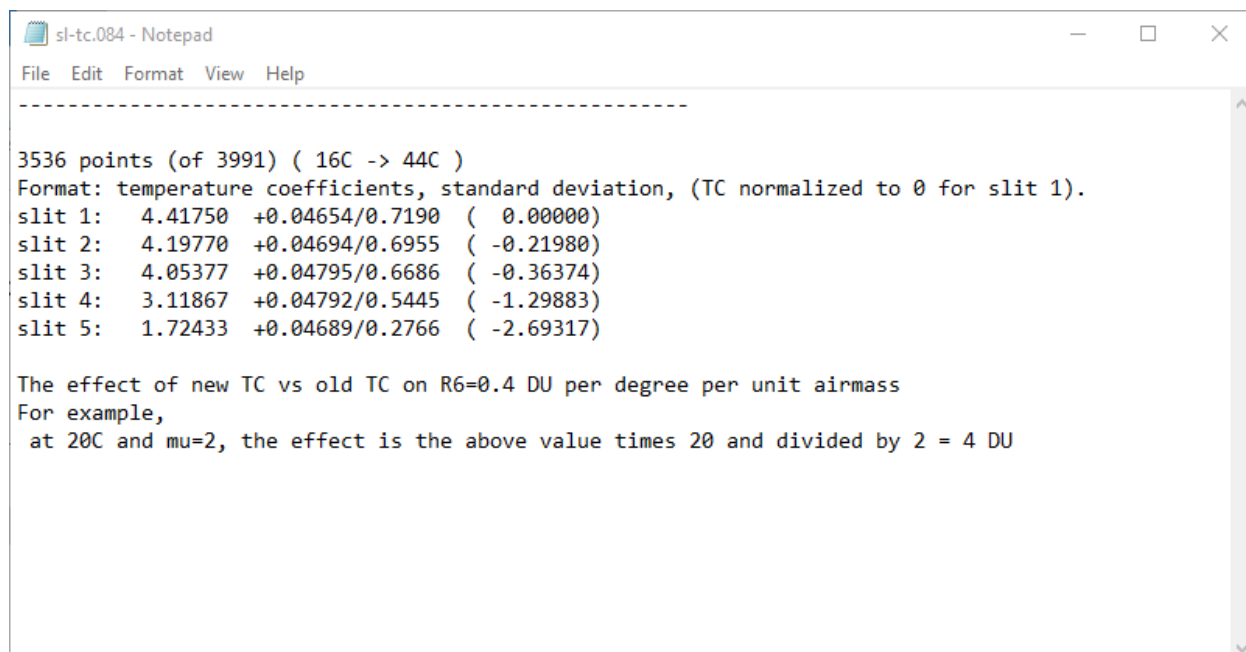 sl-tc.084 - Notepad
File Edit Format View Help
------------------------------------------------------
3536 points (of 3991) ( 16C -> 44C )
Format: temperature coefficients, standard deviation, (TC normalized to 0 for slit 1).
slit 1:   4.41750  +0.04654/0.7190  (  0.00000)
slit 2:   4.19770  +0.04694/0.6955  ( -0.21980)
slit 3:   4.05377  +0.04795/0.6686  ( -0.36374)
slit 4:   3.11867  +0.04792/0.5445  ( -1.29883)
slit 5:   1.72433  +0.04689/0.2766  ( -2.69317)
The effect of new TC vs old TC on R6=0.4 DU per degree per unit airmass
For example,
 at 20C and mu=2, the effect is the above value times 20 and divided by 2 = 4 DU